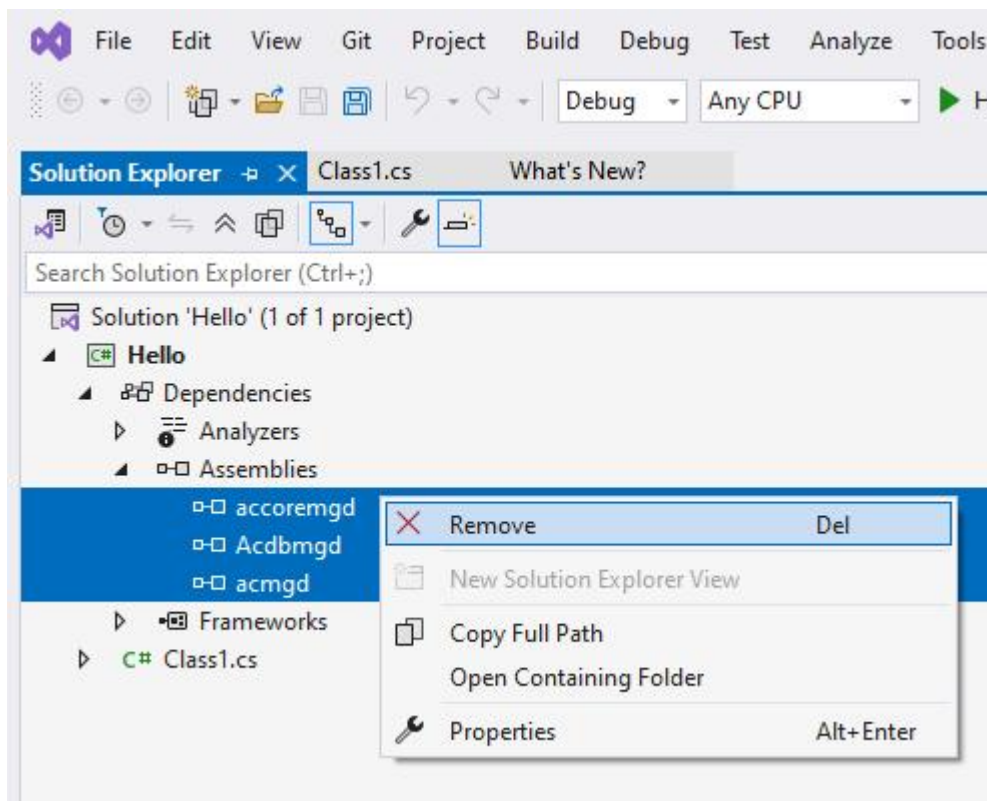 File Edit View Git Project Build Debug Test Analyze Tools
Debug Any CPU H
Solution Explorer Class1.cs What's New?
Search Solution Explorer (Ctrl+;)
Solution 'Hello' (1 of 1 project)
C# Hello
Dependencies
Analyzers
Assemblies
accoremgd
Remove Del
Acdbmgd
New Solution Explorer View
acmgd
Frameworks
Copy Full Path
C# Class1.cs
Open Containing Folder
Properties Alt+Enter